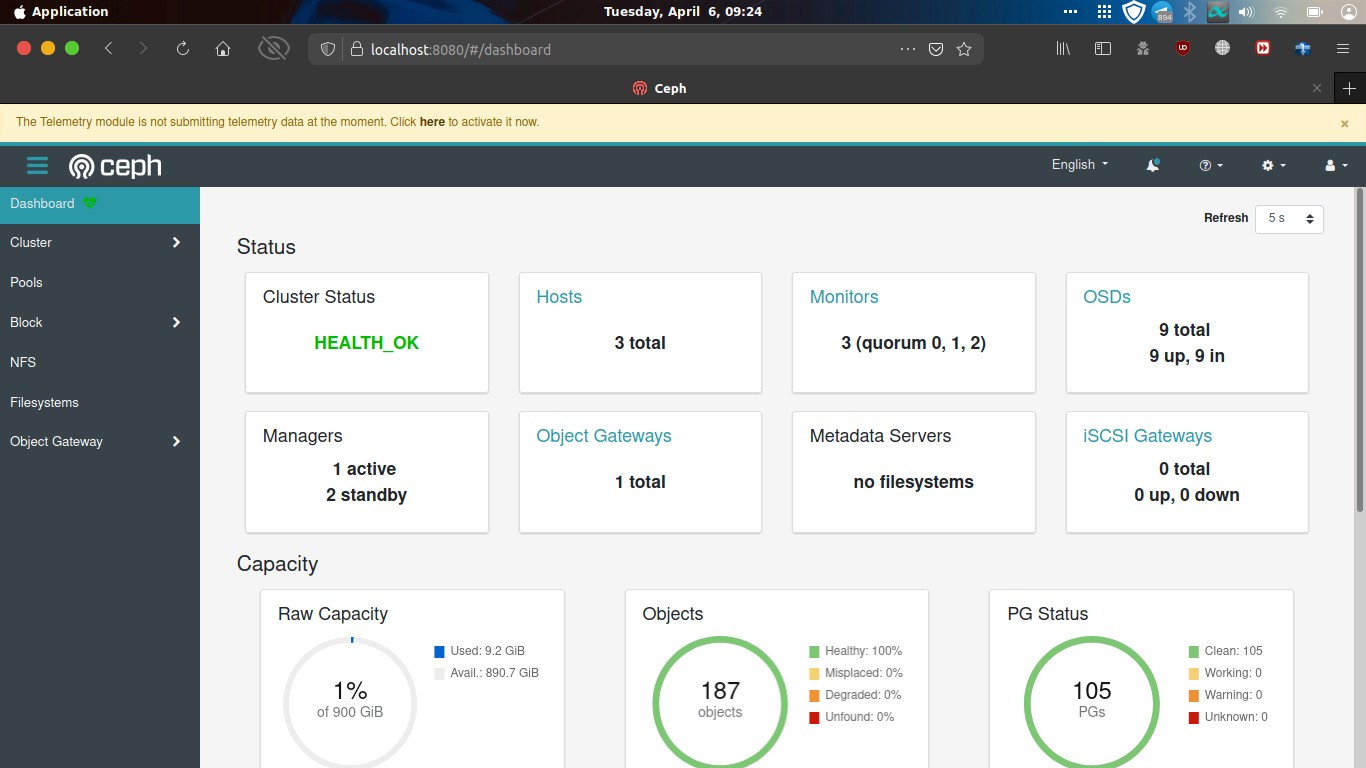 Application
Tuesday, April 6, 09:24
894
localhost:8080/#/dashboard
UD
Ceph
The Telemetry module is not submitting telemetry data at the moment. Click here to activate it now.
ceph
English
Dashboard
Cluster
Pools
Block
NFS
Filesystems
Object Gateway
Refresh
5 s
Status
Cluster Status
HEALTH_OK
Hosts
3 total
Monitors
3 (quorum 0, 1, 2)
OSDs
9 total
9 up, 9 in
Managers
1 active
2 standby
Object Gateways
1 total
Metadata Servers
no filesystems
iSCSI Gateways
0 total
0 up, 0 down
Capacity
Raw Capacity
1%
of 900 GiB
Used: 9.2 GiB
Avail.: 890.7 GiB
Objects
187
objects
Healthy: 100%
Misplaced: 0%
Degraded: 0%
Unfound: 0%
PG Status
105
PGs
Clean: 105
Working: 0
Warning: 0
Unknown: 0